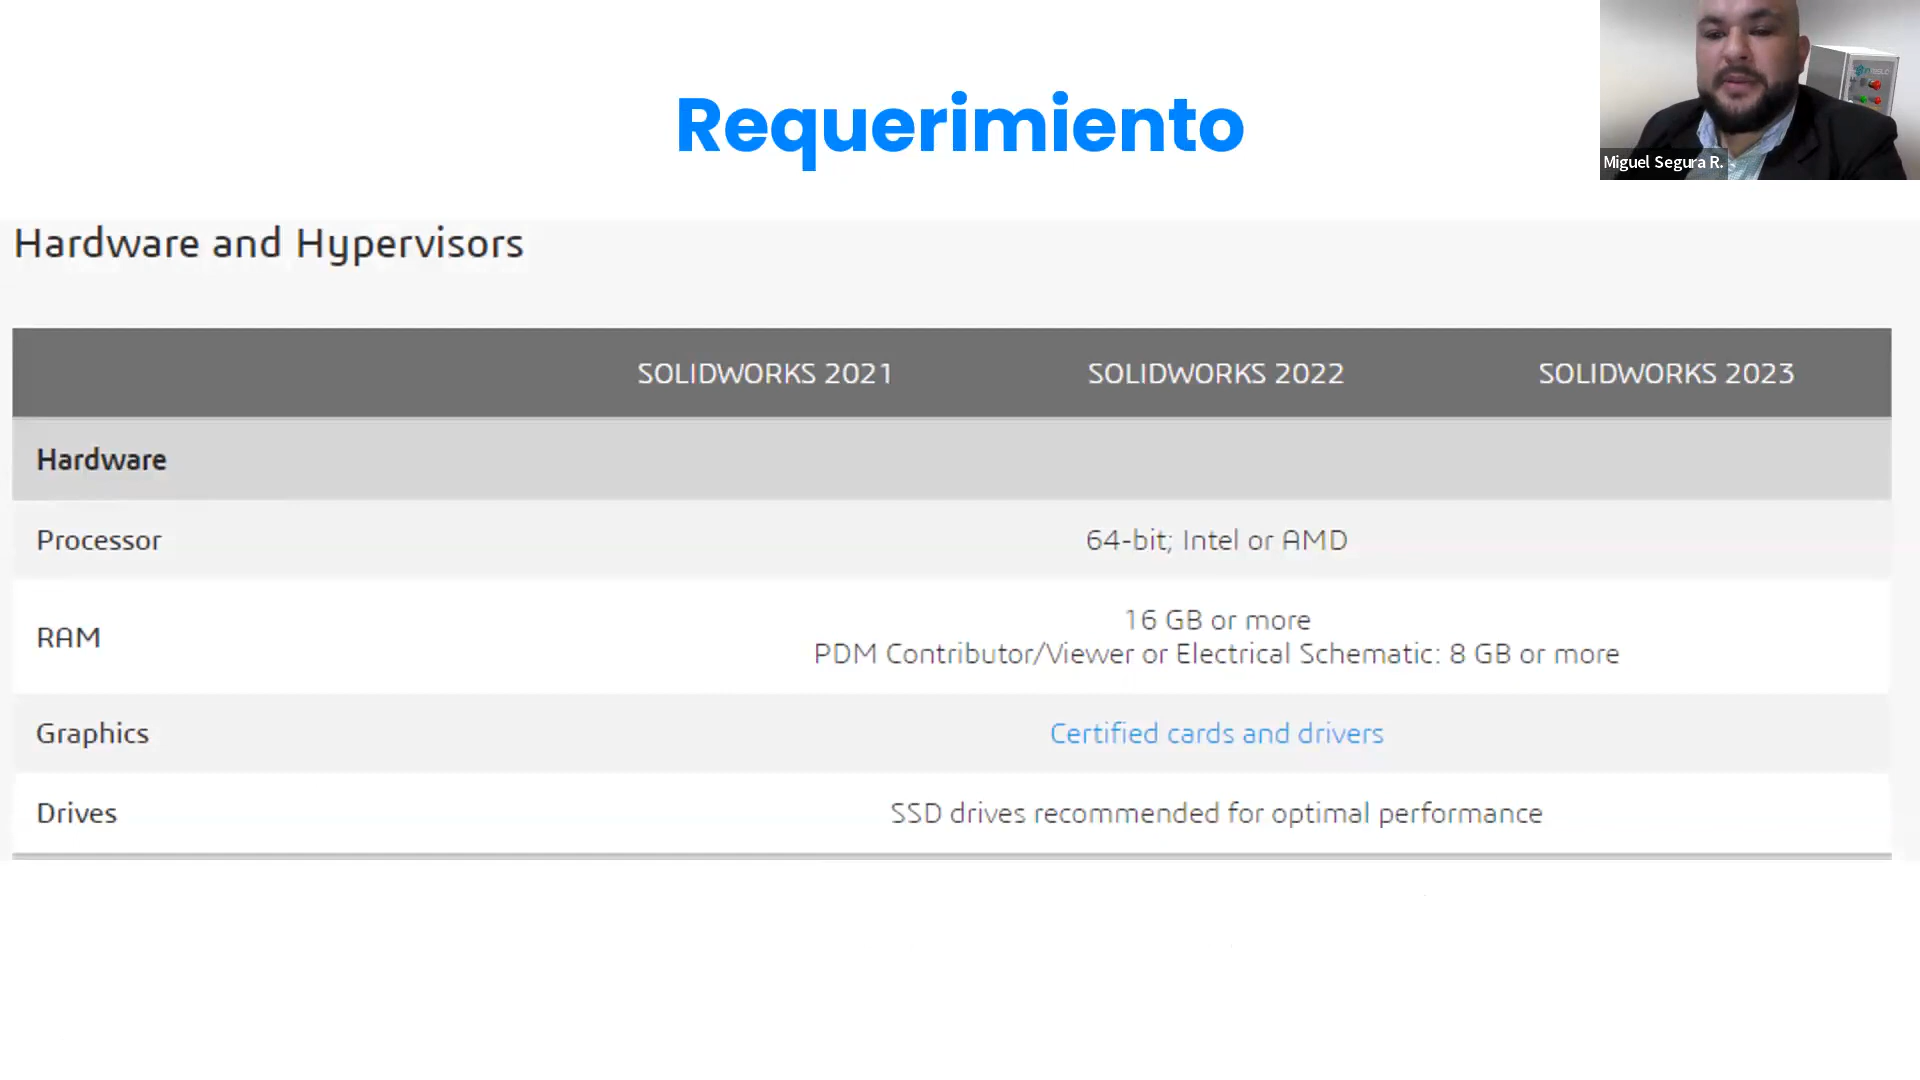 Requerimiento
Miguel Segura R.
Hardware and Hypervisors
SOLIDWORKS 2021 SOLIDWORKS 2022 SOLIDWORKS 2023
Hardware
Processor 64-bit; Intel or AMD
RAM 16 GB or more
PDM Contributor/Viewer or Electrical Schematic: 8 GB or more
Graphics Certified cards and drivers
Drives SSD drives recommended for optimal performance